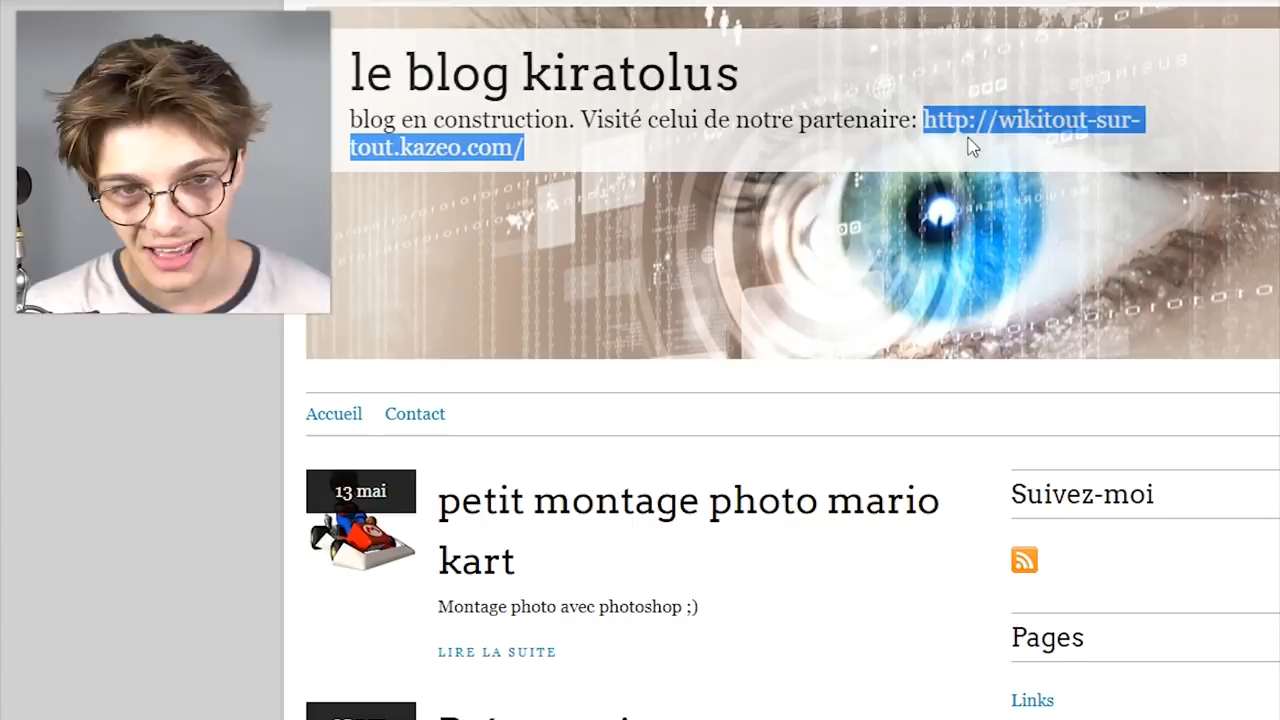 le blog kiratolus
blog en construction. Visité celui de notre partenaire: http://wikitout-sur-
tout.kazeo.com/
Accueil Contact
13 mai
petit montage photo mario
kart
Montage photo avec photoshop ;)
LIRE LA SUITE
Suivez-moi
Pages
Links